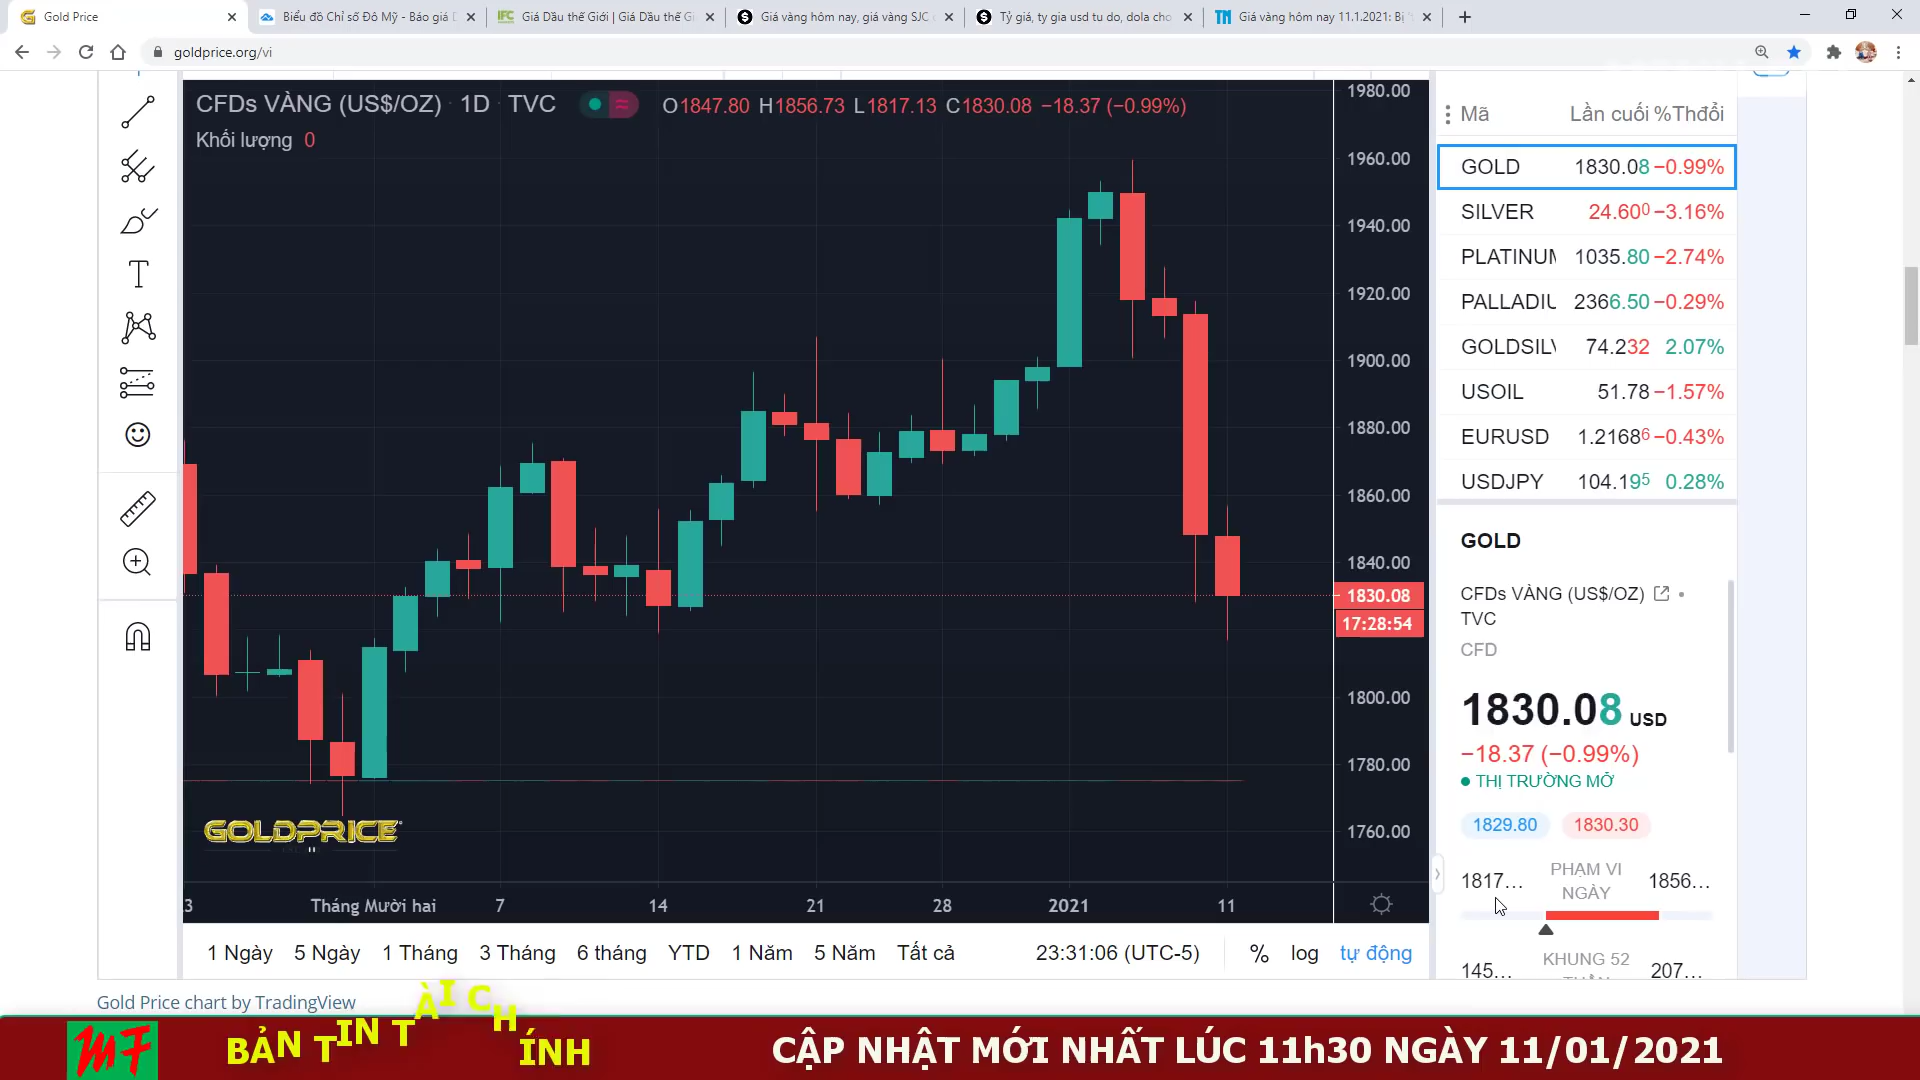 Gold Price
Biểu đồ Chỉ số Đô Mỹ - Báo giá D
IFC Giá Dầu thế Giới | Giá Dầu thế Gi
Giá vàng hôm nay, giá vàng SJC
Tỷ giá, ty gia usd tu do, dola cho
TN Giá vàng hôm nay 11.1.2021: Bị
goldprice.org/vi
CFDs VÀNG (US$/OZ) · 1D · TVC
O1847.80 H1856.73 L1817.13 C1830.08 −18.37 (−0.99%)
Khối lượng 0
1980.00
1960.00
1940.00
1920.00
1900.00
1880.00
1860.00
1840.00
1830.08
17:28:54
1800.00
1780.00
1760.00
GOLDPRICE
3 Tháng Mười hai 7 14 21 28 2021 11
1 Ngày 5 Ngày 1 Tháng 3 Tháng 6 tháng YTD 1 Năm 5 Năm Tất cả
23:31:06 (UTC-5) % log tự động
Mã Lần cuối %Thđổi
GOLD 1830.08 −0.99%
SILVER 24.600 −3.16%
PLATINUM 1035.80 −2.74%
PALLADIU 2366.50 −0.29%
GOLDSILV 74.232 2.07%
USOIL 51.78 −1.57%
EURUSD 1.21686 −0.43%
USDJPY 104.195 0.28%
GOLD
CFDs VÀNG (US$/OZ) •
TVC
CFD
1830.08 USD
−18.37 (−0.99%)
THỊ TRƯỜNG MỞ
1829.80 1830.30
1817... PHẠM VI NGÀY 1856...
145... KHUNG 52 207...
Gold Price chart by TradingView
MF
BẢN TIN TÀI CHÍNH
CẬP NHẬT MỚI NHẤT LÚC 11h30 NGÀY 11/01/2021